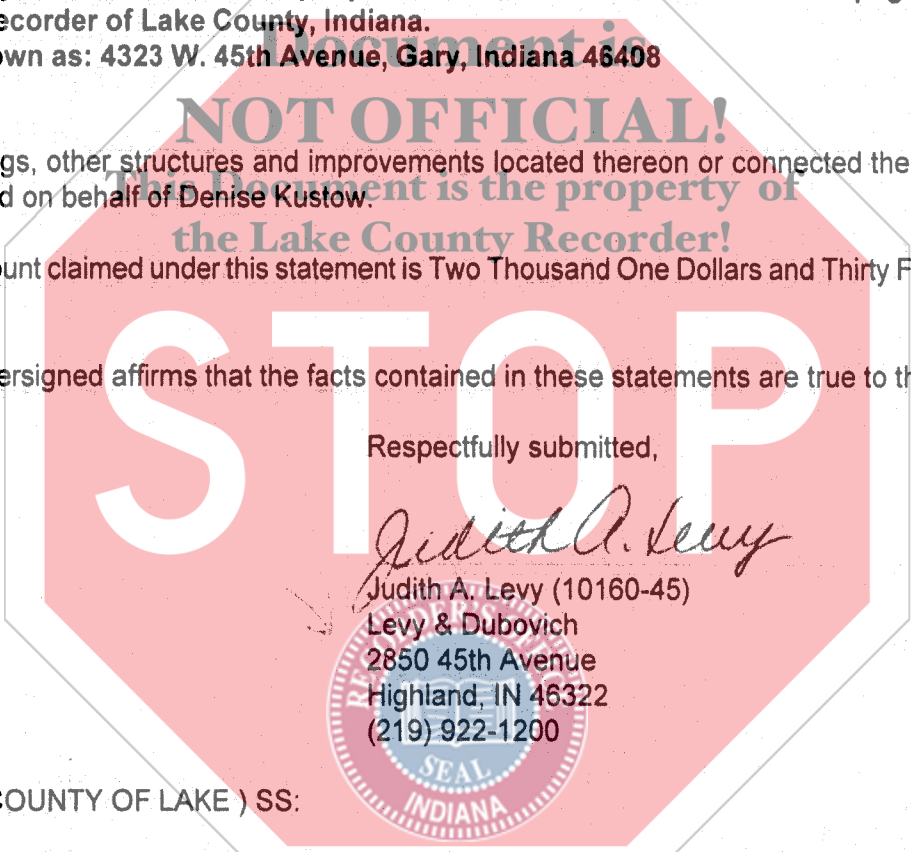 ecorder of Lake County, Indiana.
Document is
own as: 4323 W. 45th Avenue, Gary, Indiana 46408
NOT OFFICIAL!
gs, other structures and improvements located thereon or connected the
This Document is the property of
d on behalf of Denise Kustow.
the Lake County Recorder!
unt claimed under this statement is Two Thousand One Dollars and Thirty F
STOP
ersigned affirms that the facts contained in these statements are true to th
Respectfully submitted,
Judith A. Levy
Judith A. Levy (10160-45)
Levy & Dubovich
2850 45th Avenue
Highland, IN 46322
(219) 922-1200
RECORDER'S OFFICE
SEAL
INDIANA
COUNTY OF LAKE ) SS: